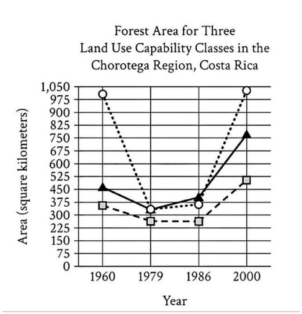 Forest Area for Three
Land Use Capability Classes in the
Chorotega Region, Costa Rica
Area (square kilometers)
1,050
975
900
825
750
675
600
525
450
375
300
225
150
75
0
1960 1979 1986 2000
Year